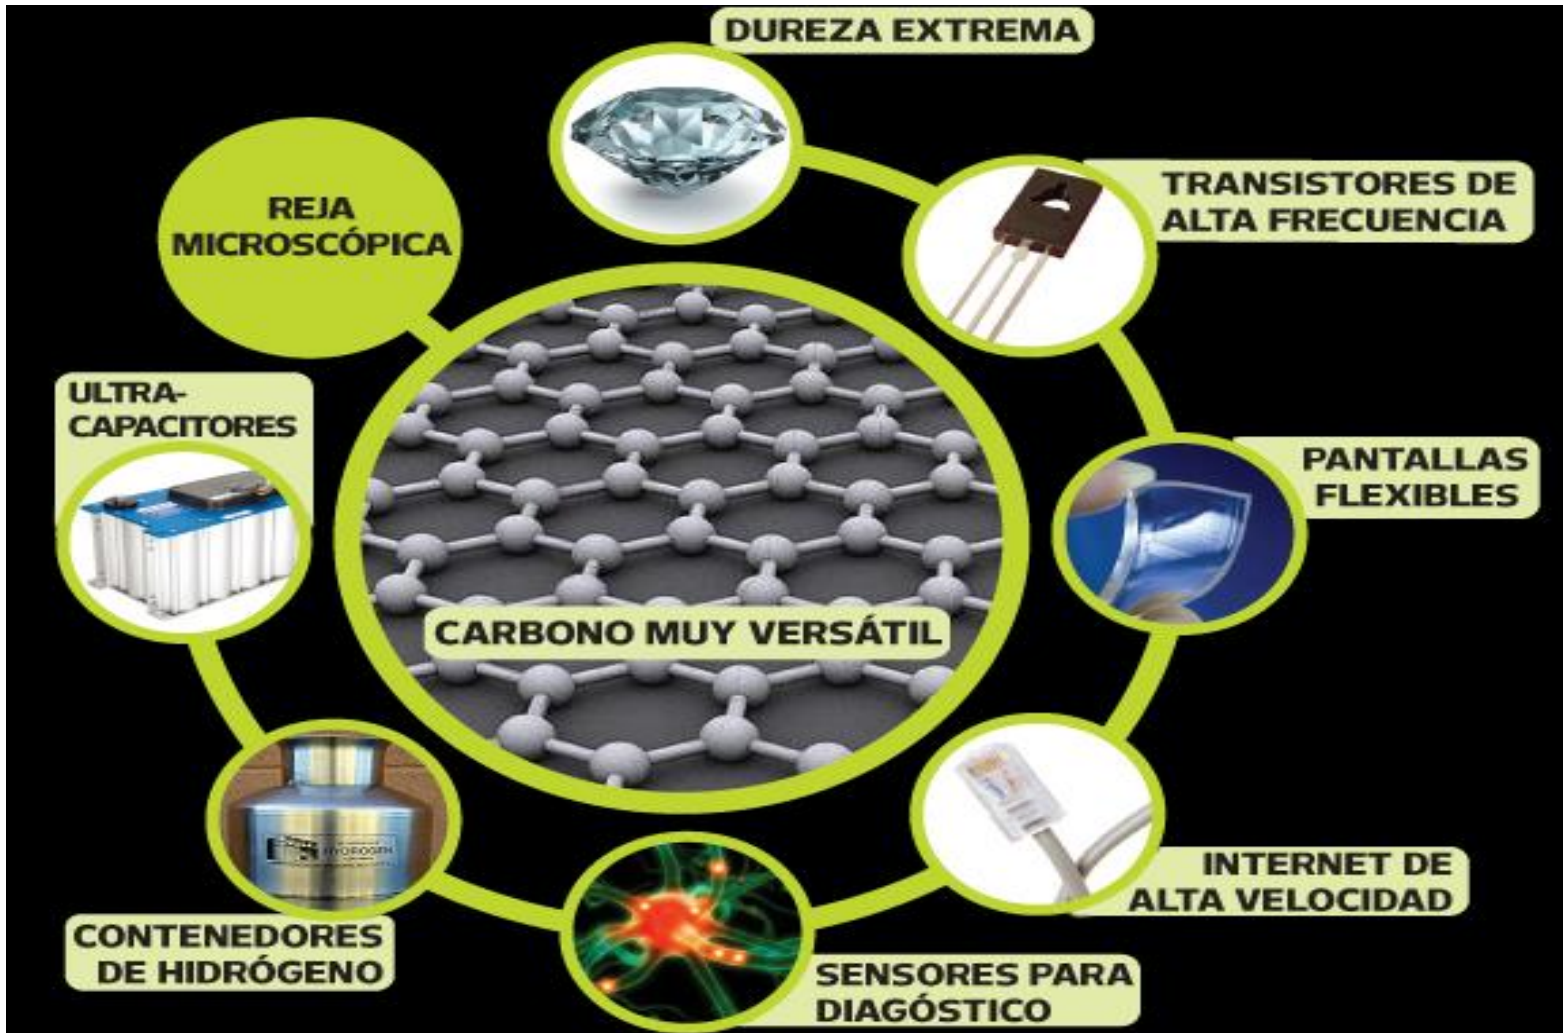 DUREZA EXTREMA
REJA
MICROSCÓPICA
TRANSISTORES DE
ALTA FRECUENCIA
ULTRA-
CAPACITORES
PANTALLAS
FLEXIBLES
CARBONO MUY VERSÁTIL
HYDROGEN
INTERNET DE
ALTA VELOCIDAD
CONTENEDORES
DE HIDRÓGENO
SENSORES PARA
DIAGÓSTICO